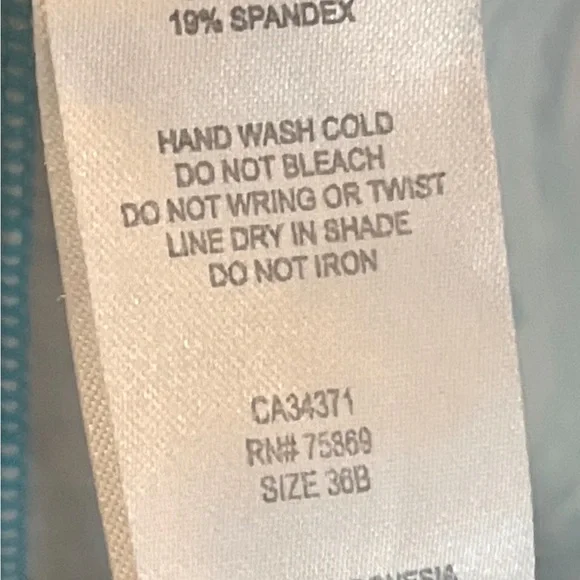 19% SPANDEX
HAND WASH COLD
DO NOT BLEACH
DO NOT WRING OR TWIST
LINE DRY IN SHADE
DO NOT IRON
CA34371
RN# 75869
SIZE 36B